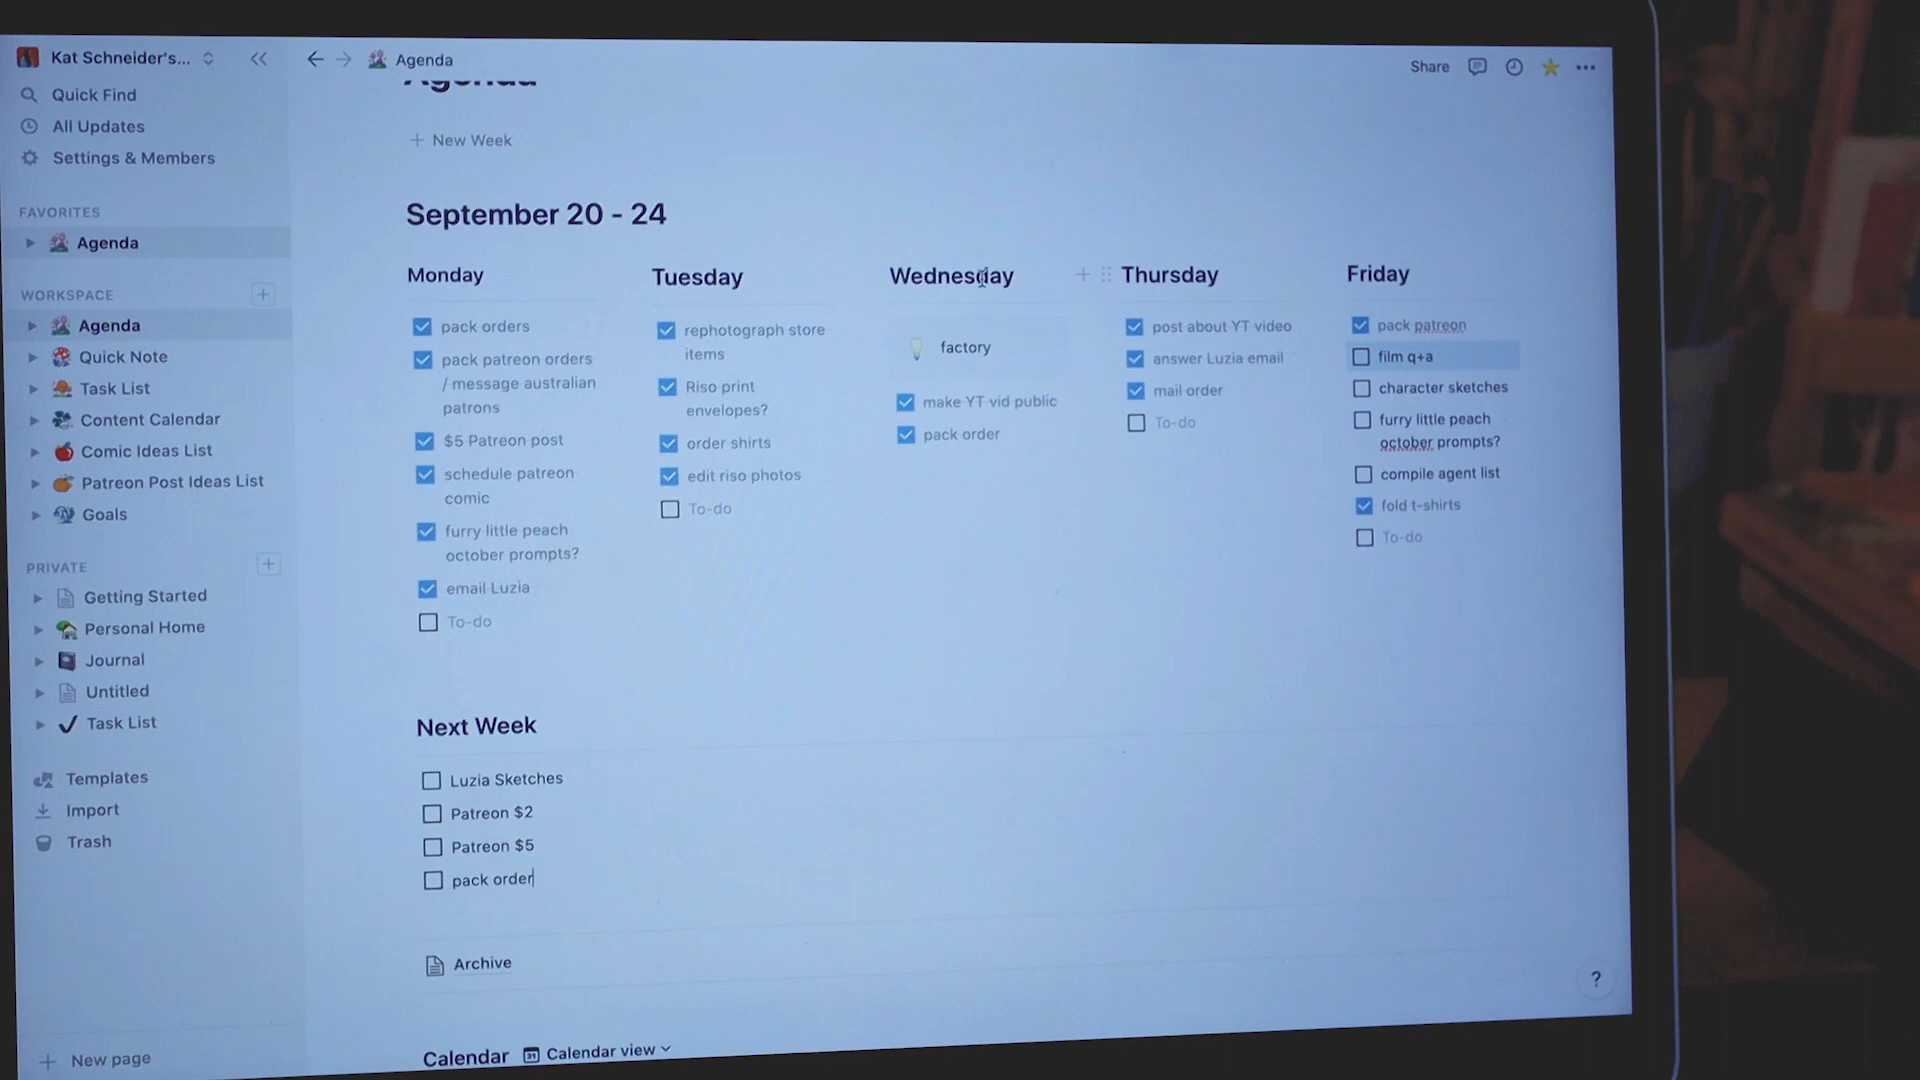 Kat Schneider's...
Quick Find
All Updates
Settings & Members
FAVORITES
Agenda
WORKSPACE
Agenda
Quick Note
Task List
Content Calendar
Comic Ideas List
Patreon Post Ideas List
Goals
PRIVATE
Getting Started
Personal Home
Journal
Untitled
Task List
Templates
Import
Trash
New page
Agenda
Share
Agenda
New Week
September 20 - 24
Monday
pack orders
pack patreon orders
/ message australian
patrons
$5 Patreon post
schedule patreon
comic
furry little peach
october prompts?
email Luzia
To-do
Tuesday
rephotograph store
items
Riso print
envelopes?
order shirts
edit riso photos
To-do
Wednesday
factory
make YT vid public
pack order
Thursday
post about YT video
answer Luzia email
mail order
To-do
Friday
pack patreon
film q+a
character sketches
furry little peach
october prompts?
compile agent list
fold t-shirts
To-do
Next Week
Luzia Sketches
Patreon $2
Patreon $5
pack order
Archive
?
Calendar
Calendar view